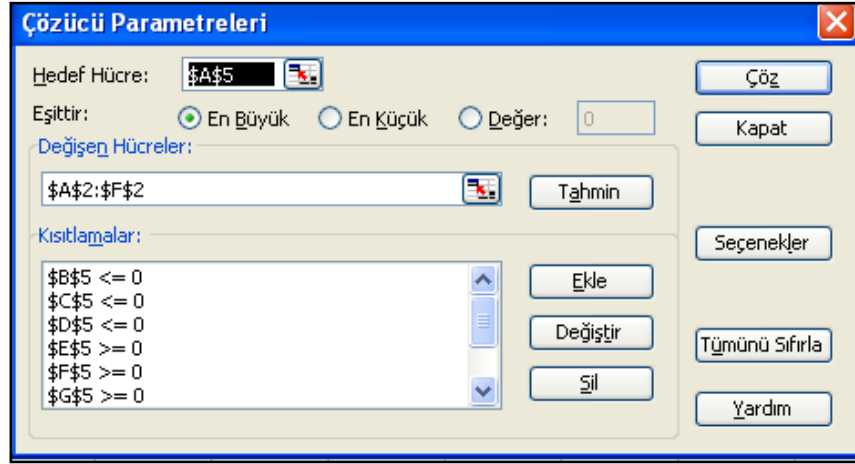 Çözücü Parametreleri
Hedef Hücre: $A$5
Çöz
Eşittir: En Büyük En Küçük Değer: 0
Kapat
Değişen Hücreler:
$A$2:$F$2
Tahmin
Kısıtlamalar:
Seçenekler
$B$5 <= 0
$C$5 <= 0
$D$5 <= 0
$E$5 >= 0
$F$5 >= 0
$G$5 >= 0
Ekle
Değiştir
Sil
Tümünü Sıfırla
Yardım